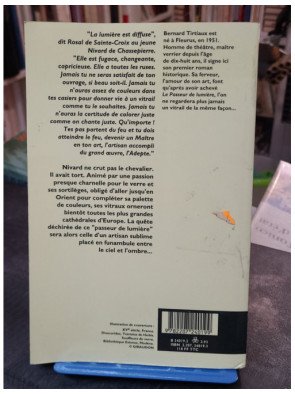 "La lumière est diffuse",
dit Rosal de Sainte-Croix au jeune
Nivard de Chassepierre.
"Elle est fugace, changeante,
capricieuse. Elle a toutes les ruses.
Jamais tu ne seras satisfait de ton
ouvrage, si beau soit-il. Jamais tu
n'auras assez de couleurs dans
tes casiers pour donner vie à un vitrail
comme tu le souhaites. Jamais tu
n'auras la certitude de colorer juste
comme on chante juste. Qu'importe !
Tes pas partent du feu et tu dois
atteindre le feu, devenir un Maître
en ton art, l'artisan accompli
du grand œuvre, l'Adepte."
Nivard ne crut pas le chevalier.
Il avait tort. Animé par une passion
presque charnelle pour le verre et
ses sortilèges, obligé d'aller jusqu'en
Orient pour compléter sa palette
de couleurs, ses vitraux orneront
bientôt toutes les plus grandes
cathédrales d'Europe. La quête
déchirée de ce "passeur de lumière"
sera alors celle d'un artisan sublime
placé en funambule entre
le ciel et l'ombre...
Bernard Tirtiaux est
né à Fleurus, en 1951.
Homme de théâtre, maître
verrier depuis l'âge
de dix-huit ans, il signe ici
son premier roman
historique. Sa ferveur,
l'amour de son art, font
qu'après avoir achevé
Le Passeur de lumière, l'on
ne regardera plus jamais
un vitrail de la même façon...
Illustration de couverture :
XVe siècle, France
Bibliothèque Estense, Modène.
© GIRAUDON